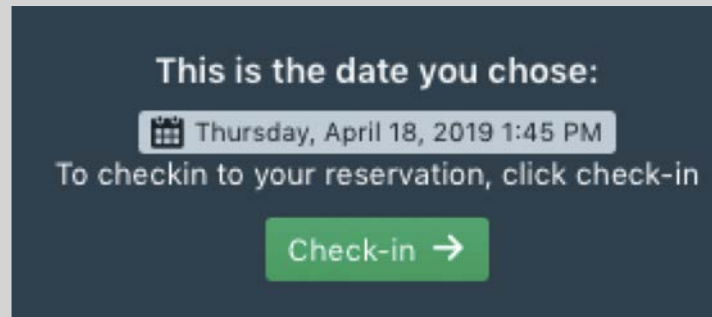 This is the date you chose:
Thursday, April 18, 2019 1:45 PM
To checkin to your reservation, click check-in
Check-in →